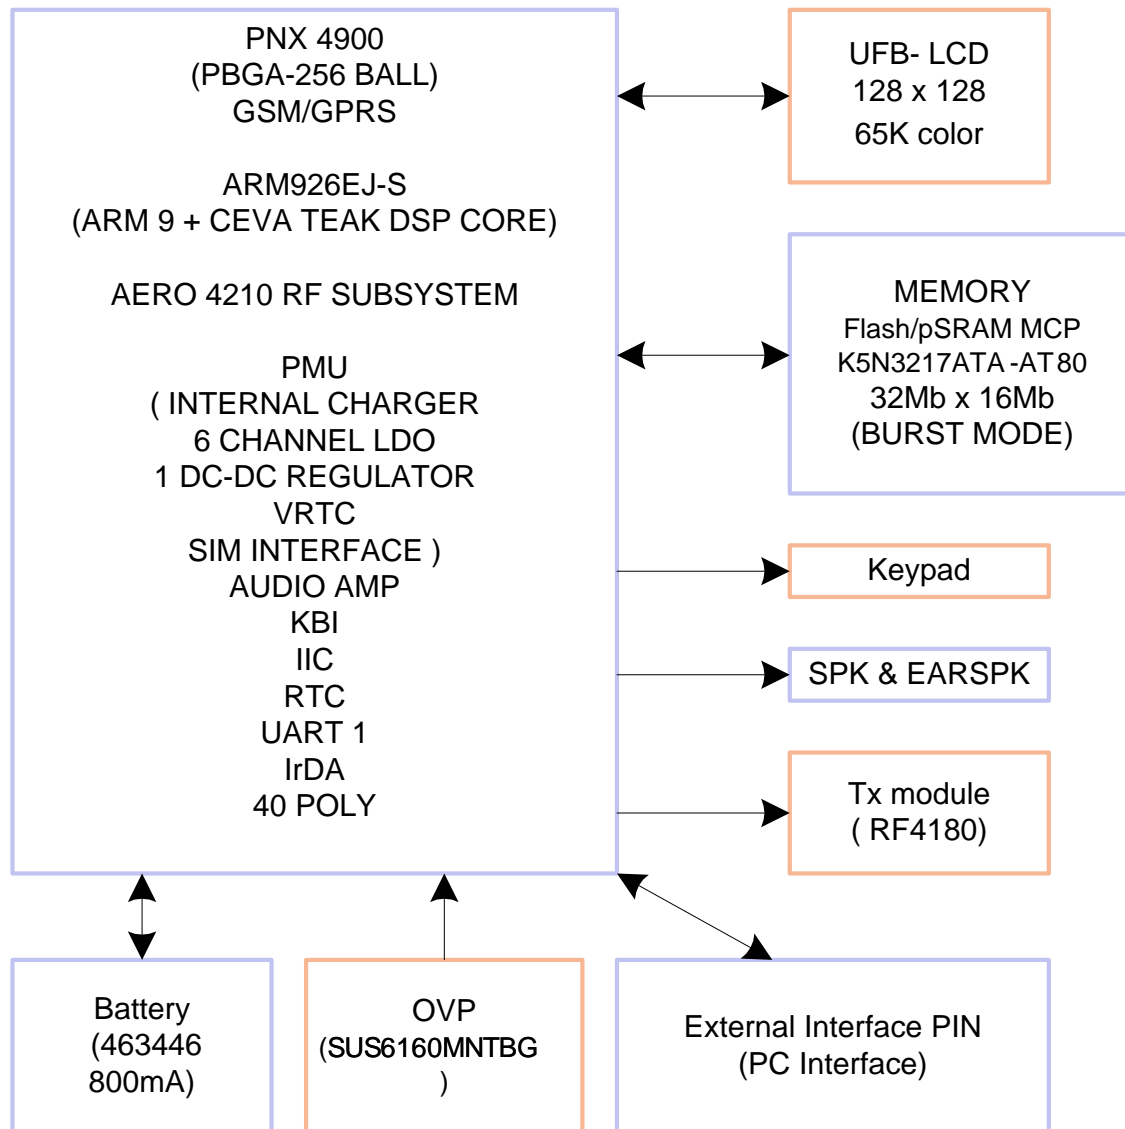 PNX 4900
(PBGA-256 BALL)
GSM/GPRS
ARM926EJ-S
(ARM 9 + CEVA TEAK DSP CORE)
AERO 4210 RF SUBSYSTEM
PMU
( INTERNAL CHARGER
6 CHANNEL LDO
1 DC-DC REGULATOR
VRTC
SIM INTERFACE )
AUDIO AMP
KBI
IIC
RTC
UART 1
IrDA
40 POLY
UFB- LCD
128 x 128
65K color
MEMORY
Flash/pSRAM MCP
K5N3217ATA-AT80
32Mb x 16Mb
(BURST MODE)
Keypad
SPK & EARSPK
Tx module
( RF4180)
Battery
(463446
800mA)
OVP
(SUS6160MNTBG
)
External Interface PIN
(PC Interface)